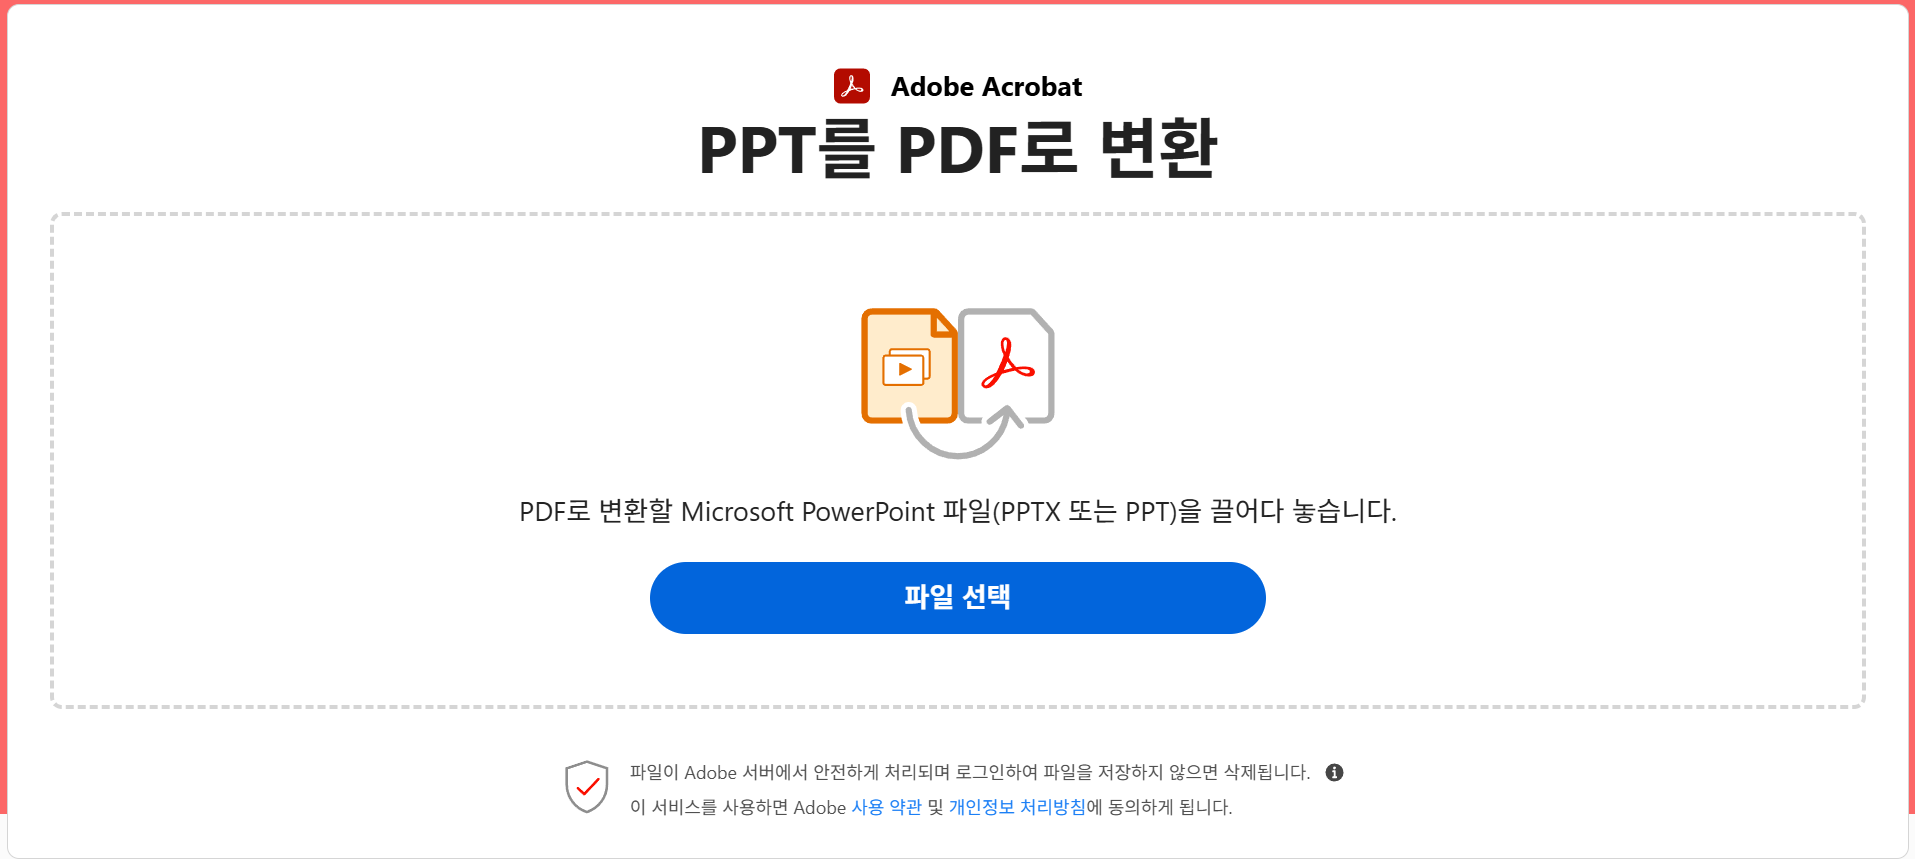 Adobe Acrobat
PPT를 PDF로 변환
PDF로 변환할 Microsoft PowerPoint 파일(PPTX 또는 PPT)을 끌어다 놓습니다.
파일 선택
파일이 Adobe 서버에서 안전하게 처리되며 로그인하여 파일을 저장하지 않으면 삭제됩니다.
이 서비스를 사용하면 Adobe 사용 약관 및 개인정보 처리방침에 동의하게 됩니다.